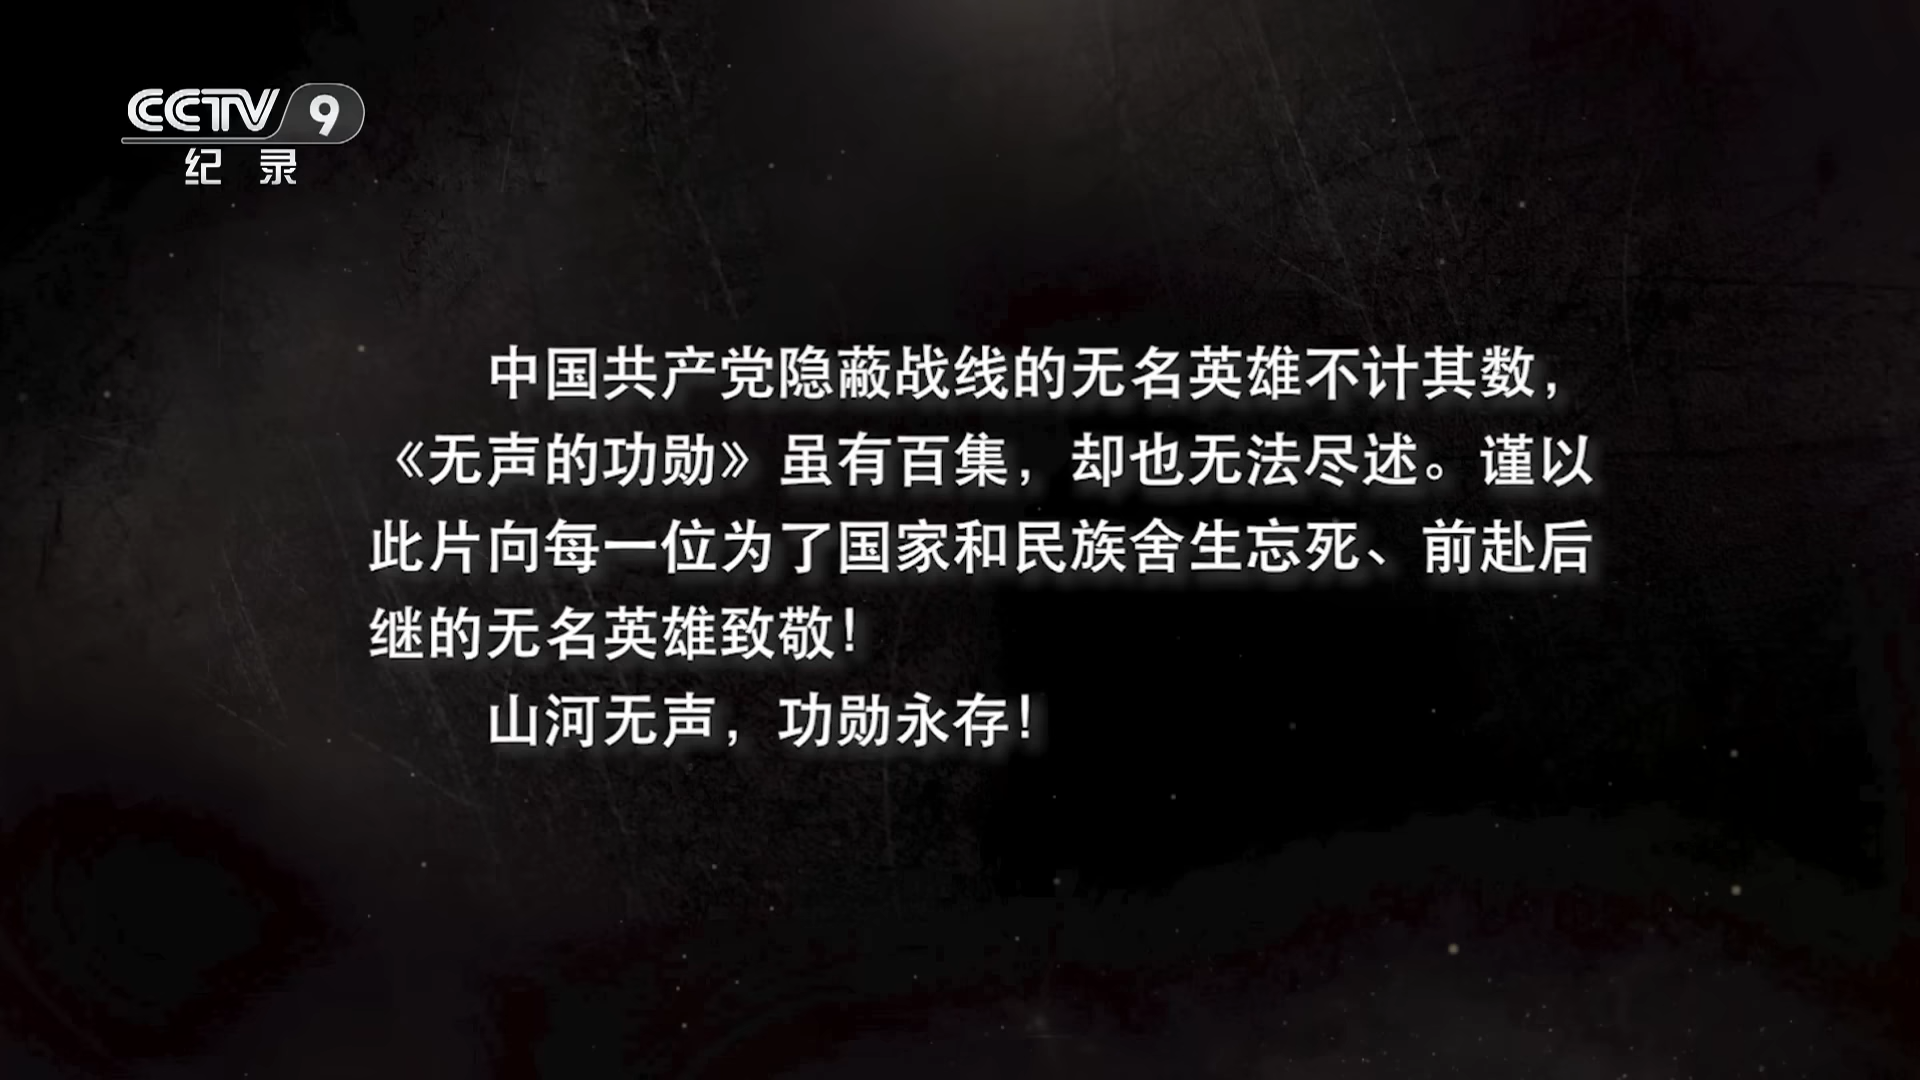 CCTV 9
纪录
中国共产党隐蔽战线的无名英雄不计其数，
《无声的功勋》虽有百集，却也无法尽述。谨以
此片向每一位为了国家和民族舍生忘死、前赴后
继的无名英雄致敬！
山河无声，功勋永存！